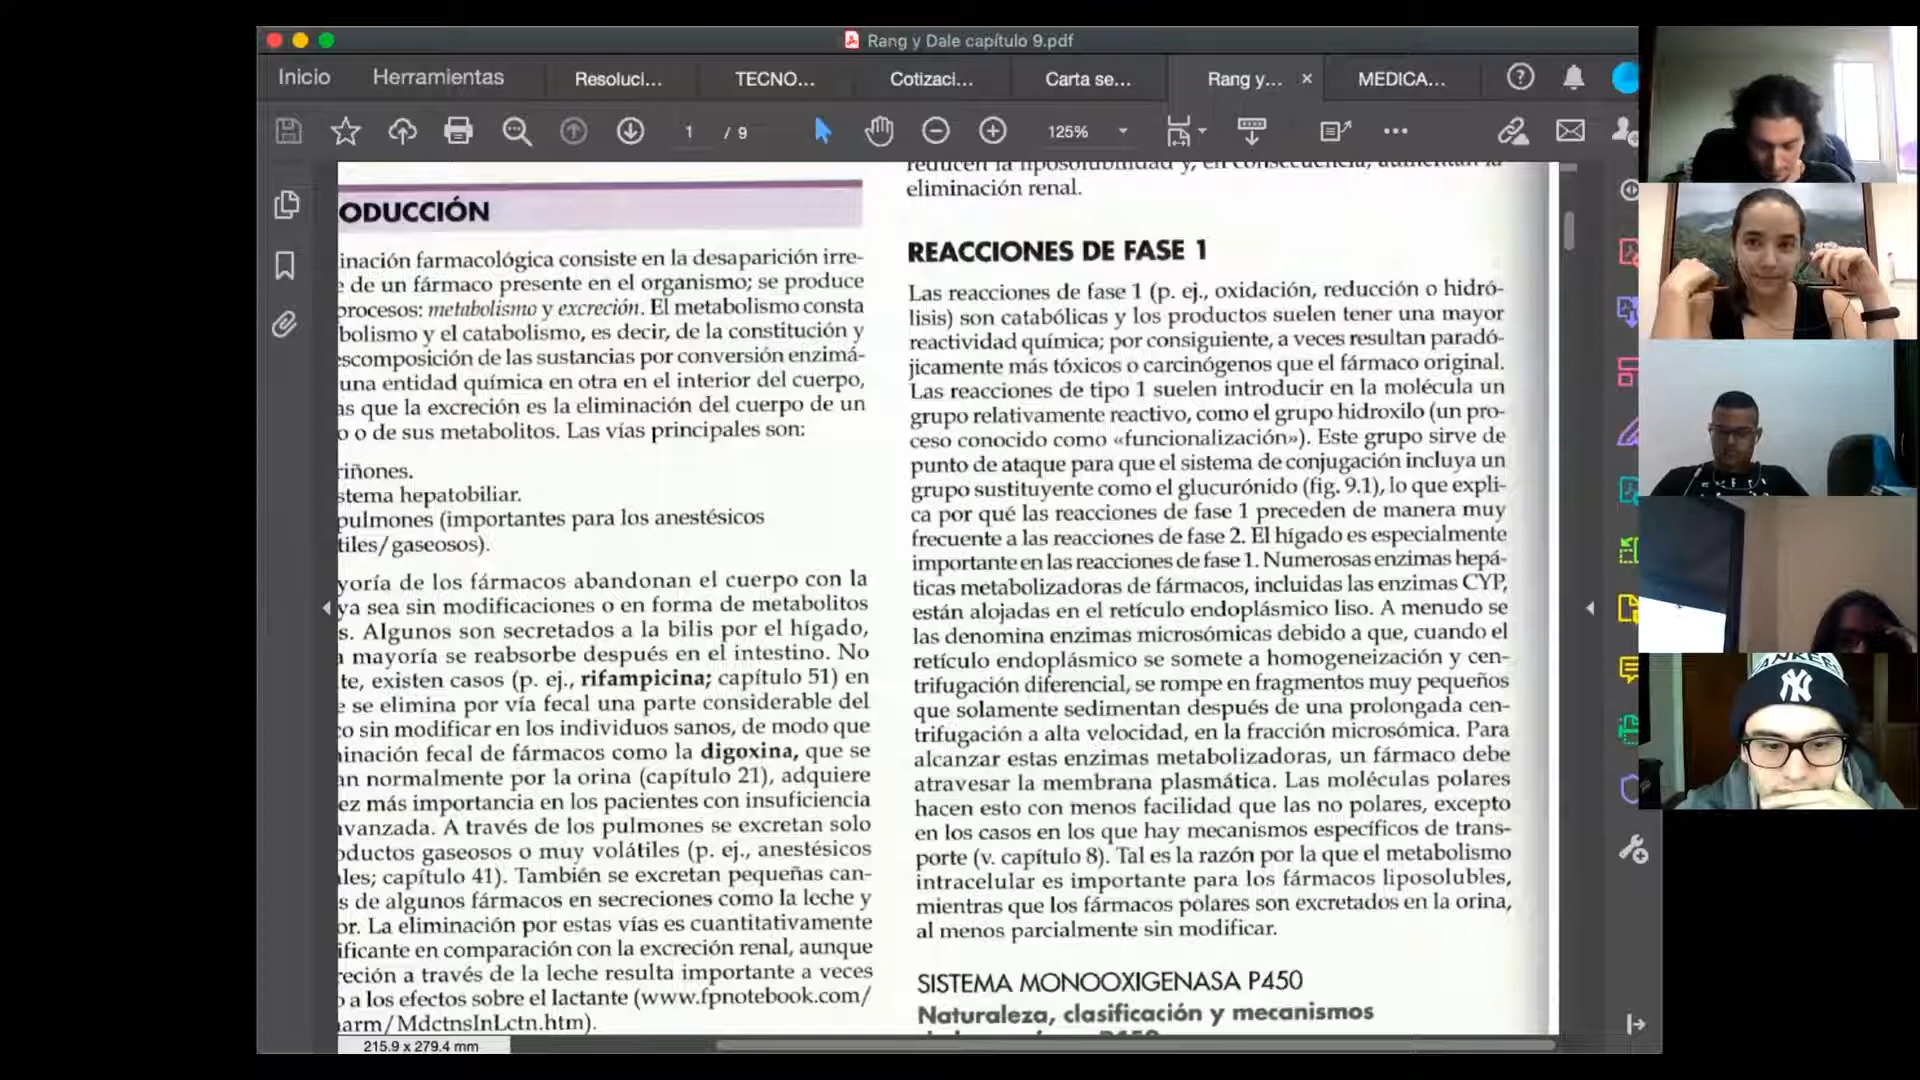 Rang y Dale capítulo 9.pdf
Inicio
Herramientas
Resoluci...
TECNO...
Cotizaci...
Carta se...
Rang y...
MEDICA...
1 / 9
125%
ODUCCIÓN
inación farmacológica consiste en la desaparición irre-
e de un fármaco presente en el organismo; se produce
procesos: metabolismo y excreción. El metabolismo consta
bolismo y el catabolismo, es decir, de la constitución y
escomposición de las sustancias por conversión enzimá-
una entidad química en otra en el interior del cuerpo,
as que la excreción es la eliminación del cuerpo de un
o o de sus metabolitos. Las vías principales son:
riñones.
stema hepatobiliar.
pulmones (importantes para los anestésicos
tiles/gaseosos).
yoría de los fármacos abandonan el cuerpo con la
ya sea sin modificaciones o en forma de metabolitos
s. Algunos son secretados a la bilis por el hígado,
a mayoría se reabsorbe después en el intestino. No
te, existen casos (p. ej., rifampicina; capítulo 51) en
e se elimina por vía fecal una parte considerable del
co sin modificar en los individuos sanos, de modo que
ninación fecal de fármacos como la digoxina, que se
an normalmente por la orina (capítulo 21), adquiere
ez más importancia en los pacientes con insuficiencia
avanzada. A través de los pulmones se excretan solo
oductos gaseosos o muy volátiles (p. ej., anestésicos
ales; capítulo 41). También se excretan pequeñas can-
s de algunos fármacos en secreciones como la leche y
or. La eliminación por estas vías es cuantitativamente
ificante en comparación con la excreción renal, aunque
reción a través de la leche resulta importante a veces
o a los efectos sobre el lactante (www.fpnotebook.com/
arm/MdctnsInLctn.htm).
215.9 x 279.4 mm
reducen la liposolubilidad y, en consecuencia, aumentan la
eliminación renal.
REACCIONES DE FASE 1
Las reacciones de fase 1 (p. ej., oxidación, reducción o hidró-
lisis) son catabólicas y los productos suelen tener una mayor
reactividad química; por consiguiente, a veces resultan paradó-
jicamente más tóxicos o carcinógenos que el fármaco original.
Las reacciones de tipo 1 suelen introducir en la molécula un
grupo relativamente reactivo, como el grupo hidroxilo (un pro-
ceso conocido como «funcionalización»). Este grupo sirve de
punto de ataque para que el sistema de conjugación incluya un
grupo sustituyente como el glucurónido (fig. 9.1), lo que expli-
ca por qué las reacciones de fase 1 preceden de manera muy
frecuente a las reacciones de fase 2. El hígado es especialmente
importante en las reacciones de fase 1. Numerosas enzimas hepá-
ticas metabolizadoras de fármacos, incluidas las enzimas CYP,
están alojadas en el retículo endoplásmico liso. A menudo se
las denomina enzimas microsómicas debido a que, cuando el
retículo endoplásmico se somete a homogeneización y cen-
trifugación diferencial, se rompe en fragmentos muy pequeños
que solamente sedimentan después de una prolongada cen-
trifugación a alta velocidad, en la fracción microsómica. Para
alcanzar estas enzimas metabolizadoras, un fármaco debe
atravesar la membrana plasmática. Las moléculas polares
hacen esto con menos facilidad que las no polares, excepto
en los casos en los que hay mecanismos específicos de trans-
porte (v. capítulo 8). Tal es la razón por la que el metabolismo
intracelular es importante para los fármacos liposolubles,
mientras que los fármacos polares son excretados en la orina,
al menos parcialmente sin modificar.
SISTEMA MONOOXIGENASA P450
Naturaleza, clasificación y mecanismos
NY